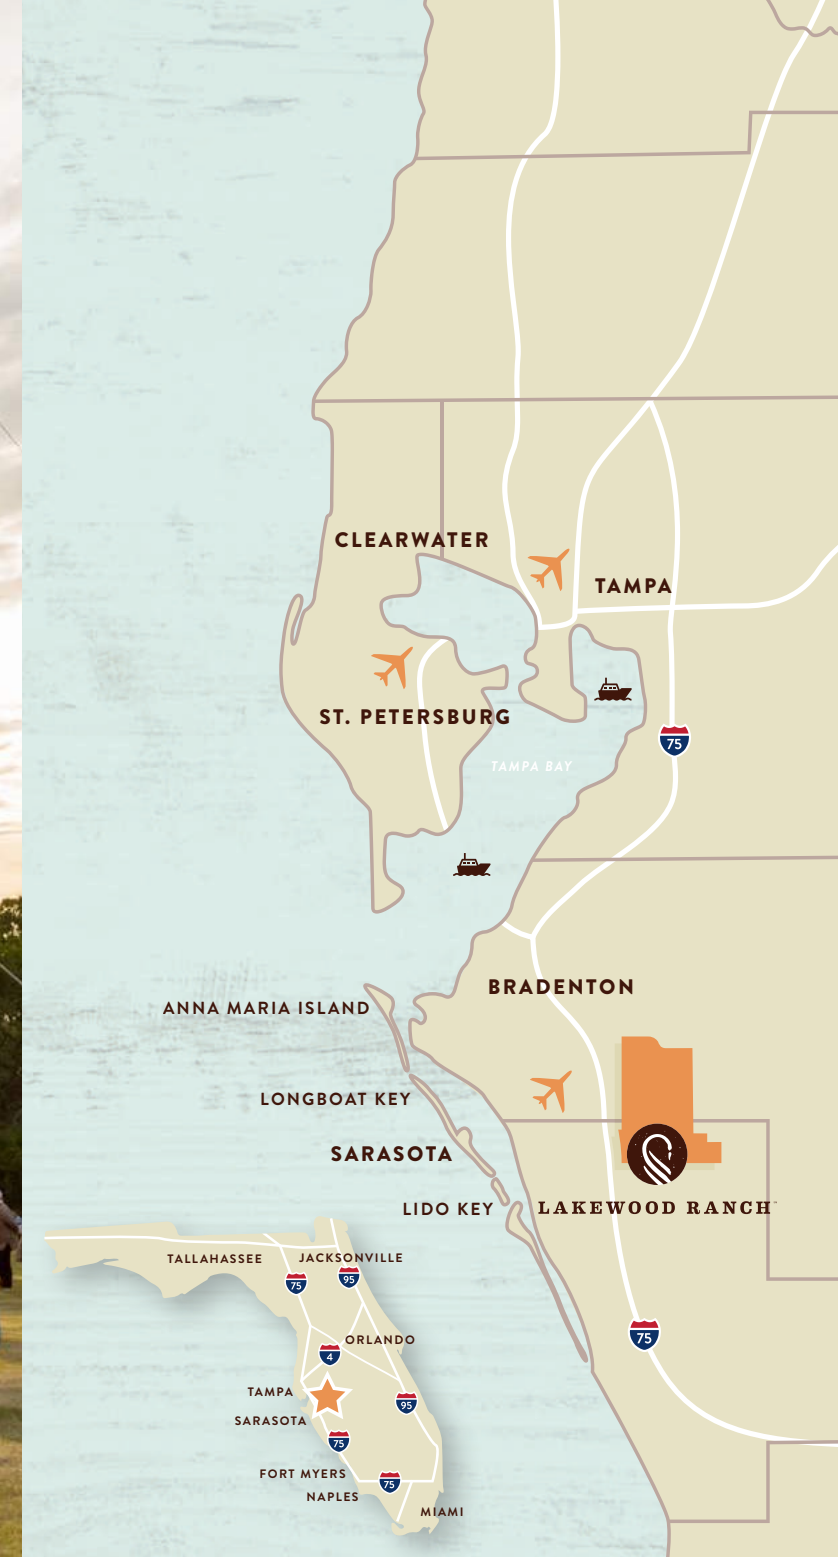 CLEARWATER
TAMPA
ST. PETERSBURG
75
TAMPA BAY
BRADENTON
ANNA MARIA ISLAND
LONGBOAT KEY
SARASOTA
LIDO KEY
LAKEWOOD RANCH
75
TALLAHASSEE
JACKSONVILLE
75
95
ORLANDO
4
TAMPA
95
SARASOTA
75
FORT MYERS
75
NAPLES
MIAMI